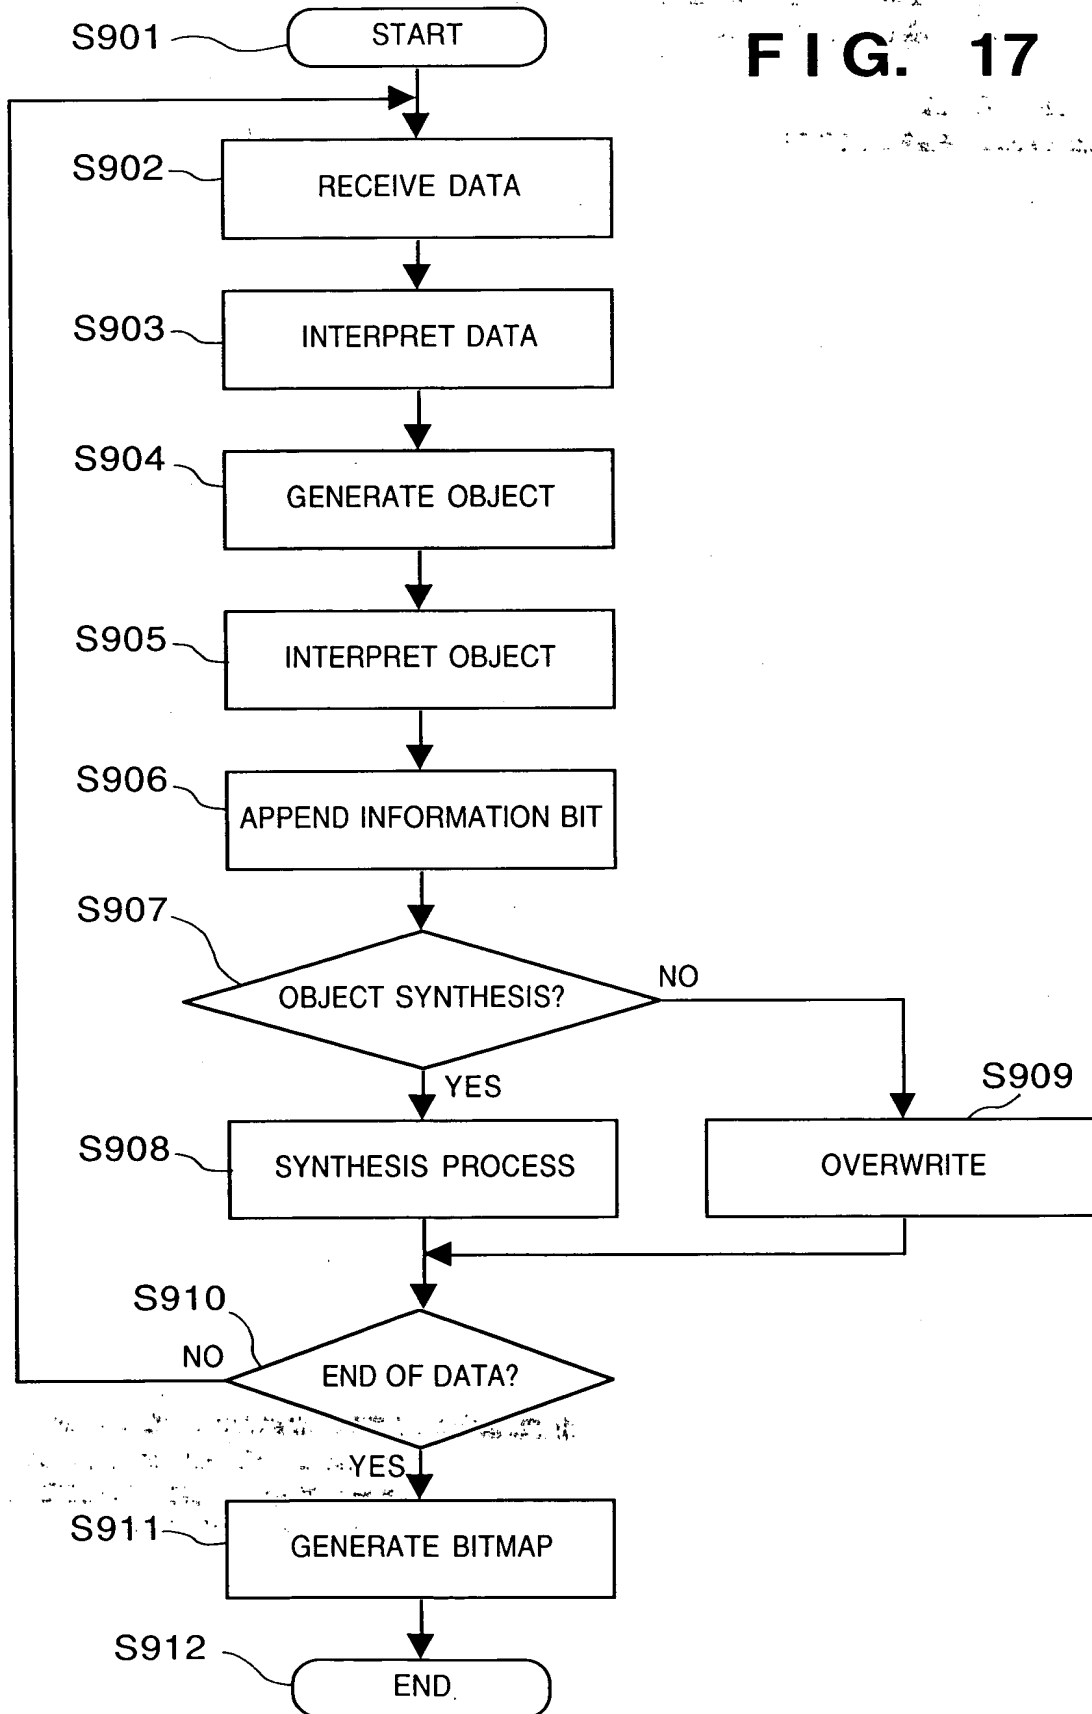 FIG. 17
S901
START
S902
RECEIVE DATA
S903
INTERPRET DATA
S904
GENERATE OBJECT
S905
INTERPRET OBJECT
S906
APPEND INFORMATION BIT
S907
OBJECT SYNTHESIS?
NO
YES
S908
SYNTHESIS PROCESS
S909
OVERWRITE
S910
NO
END OF DATA?
YES
S911
GENERATE BITMAP
S912
END